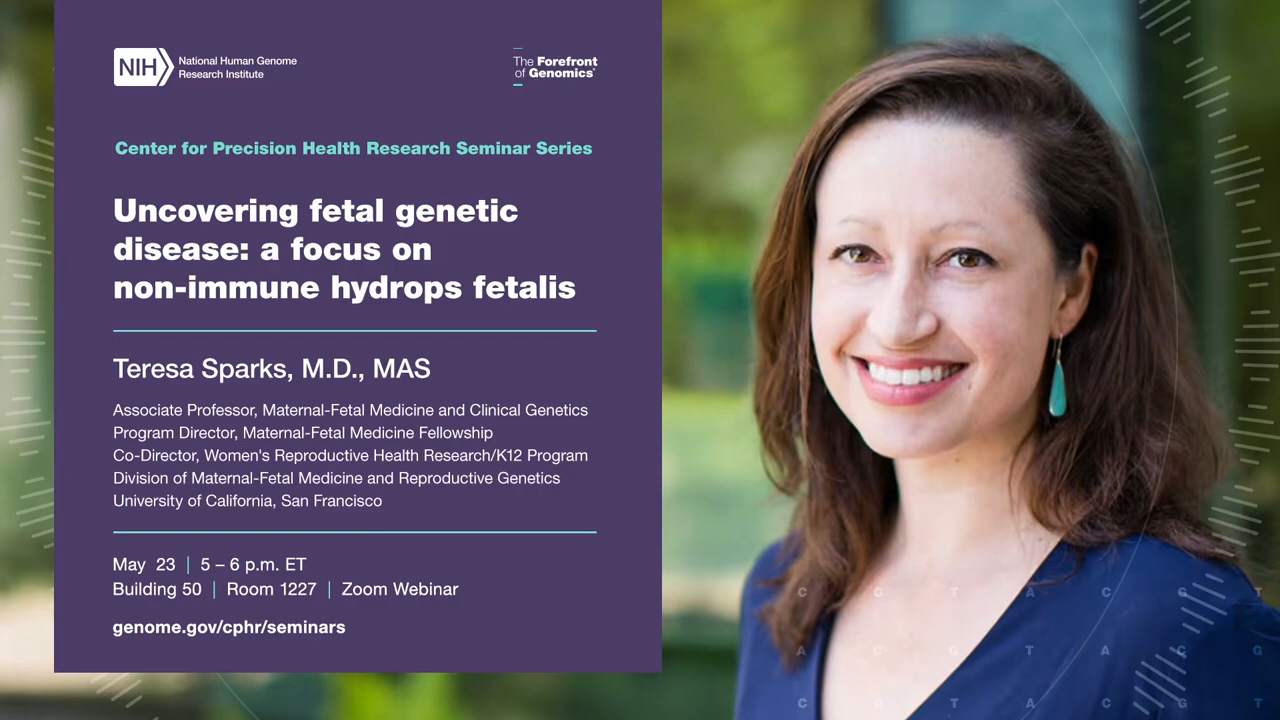 NIH National Human Genome
Research Institute
The Forefront
of Genomics®
Center for Precision Health Research Seminar Series
Uncovering fetal genetic
disease: a focus on
non-immune hydrops fetalis
Teresa Sparks, M.D., MAS
Associate Professor, Maternal-Fetal Medicine and Clinical Genetics
Program Director, Maternal-Fetal Medicine Fellowship
Co-Director, Women's Reproductive Health Research/K12 Program
Division of Maternal-Fetal Medicine and Reproductive Genetics
University of California, San Francisco
May 23 | 5 – 6 p.m. ET
Building 50 | Room 1227 | Zoom Webinar
genome.gov/cphr/seminars
C G T A C G T
A C G T A C G
C G T A C G T